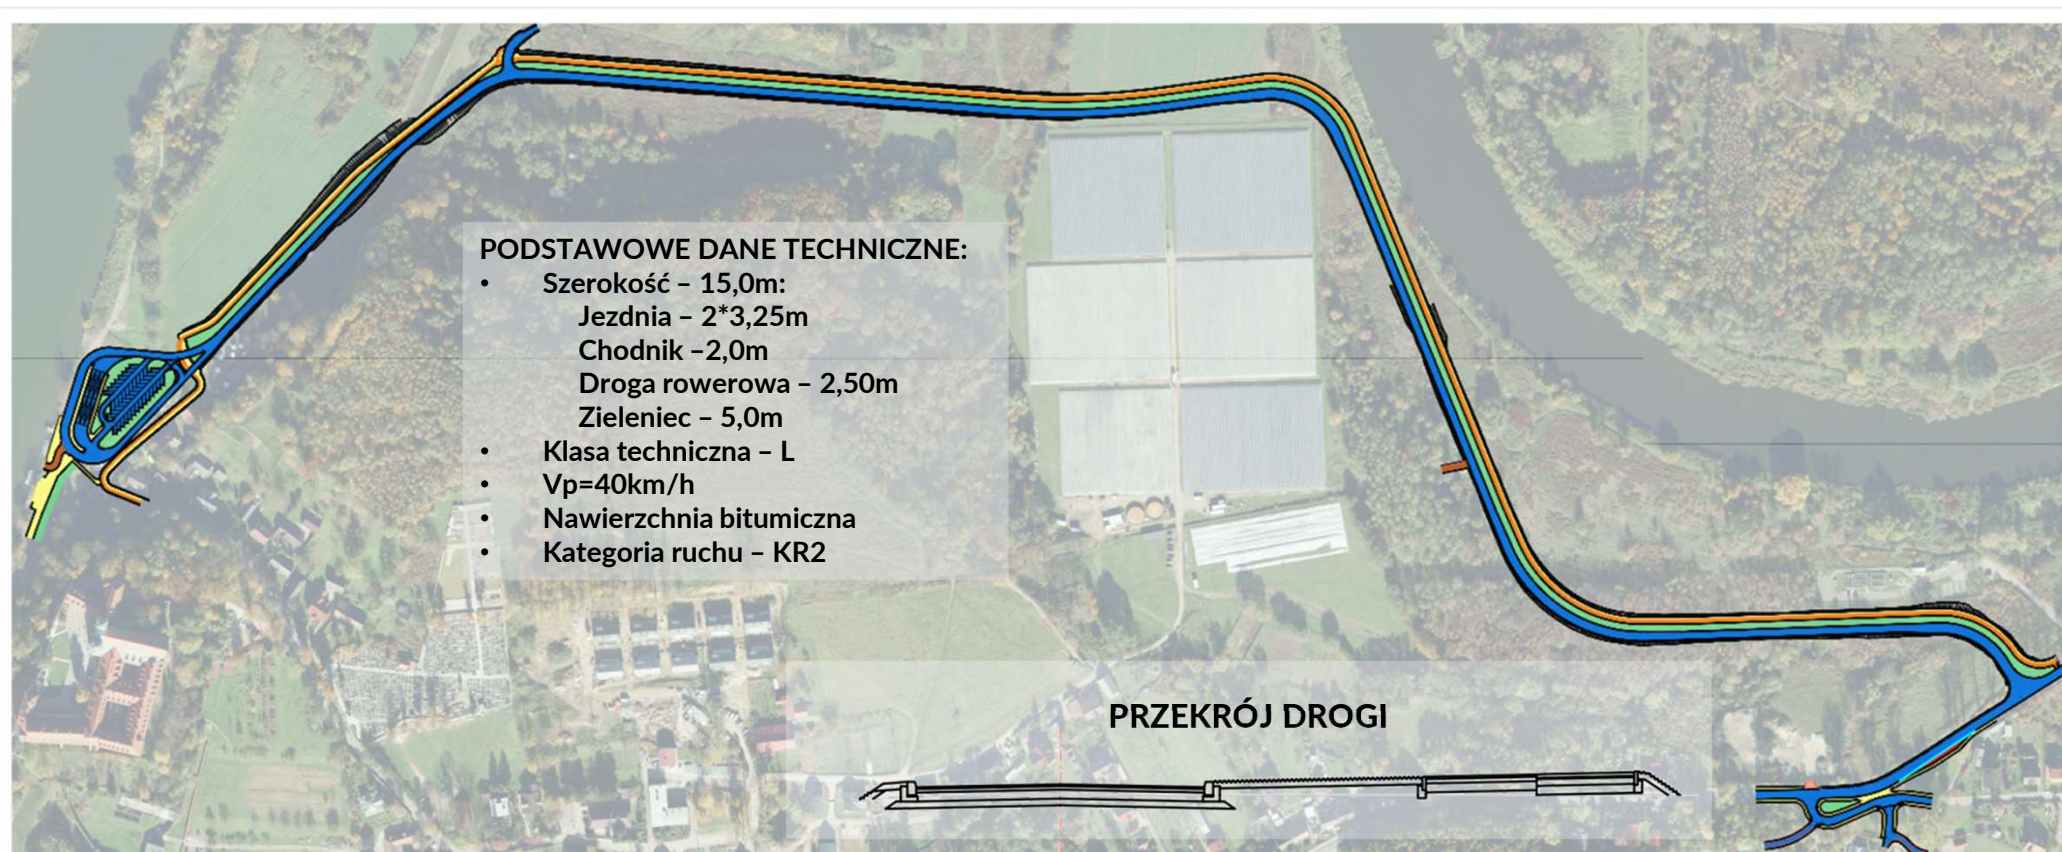 PODSTAWOWE DANE TECHNICZNE:
• Szerokość – 15,0m:
Jezdnia – 2*3,25m
Chodnik –2,0m
Droga rowerowa – 2,50m
Zieleniec – 5,0m
• Klasa techniczna – L
• Vp=40km/h
• Nawierzchnia bitumiczna
• Kategoria ruchu – KR2
PRZEKRÓJ DROGI